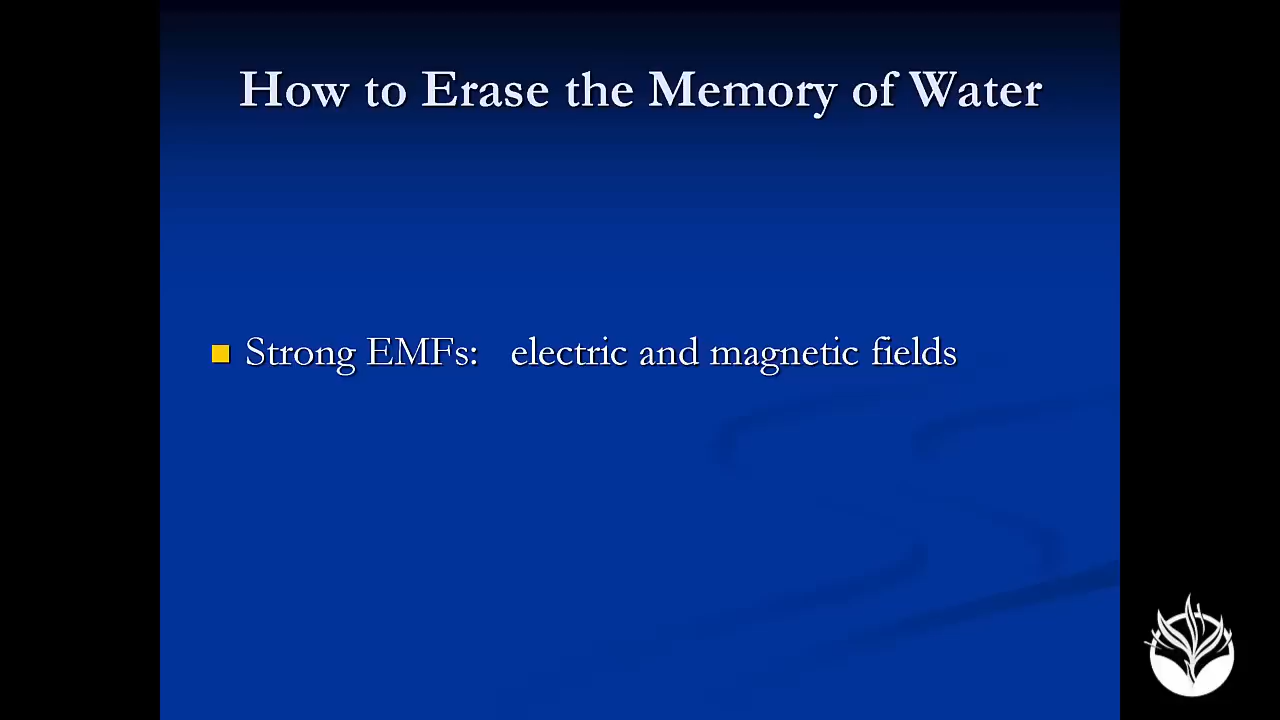 How to Erase the Memory of Water
Strong EMFs: electric and magnetic fields